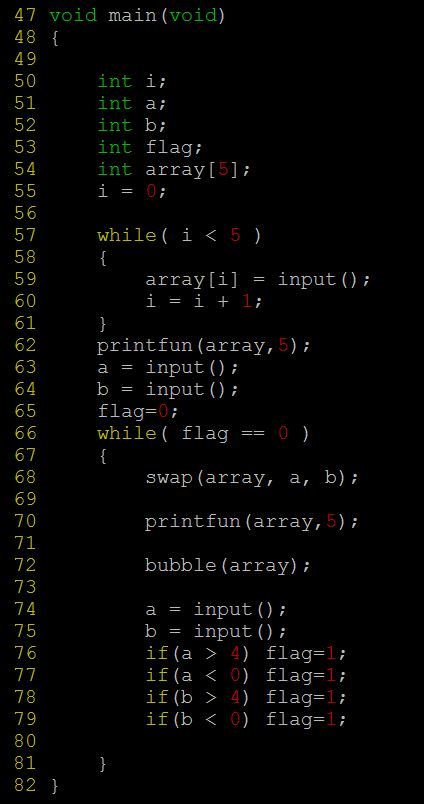 47 void main(void)
48 {
49
50     int i;
51     int a;
52     int b;
53     int flag;
54     int array[5];
55     i = 0;
56
57     while( i < 5 )
58     {
59         array[i] = input();
60         i = i + 1;
61     }
62     printfun(array,5);
63     a = input();
64     b = input();
65     flag=0;
66     while( flag == 0 )
67     {
68         swap(array, a, b);
69
70         printfun(array,5);
71
72         bubble(array);
73
74         a = input();
75         b = input();
76         if(a > 4) flag=1;
77         if(a < 0) flag=1;
78         if(b > 4) flag=1;
79         if(b < 0) flag=1;
80
81     }
82 }